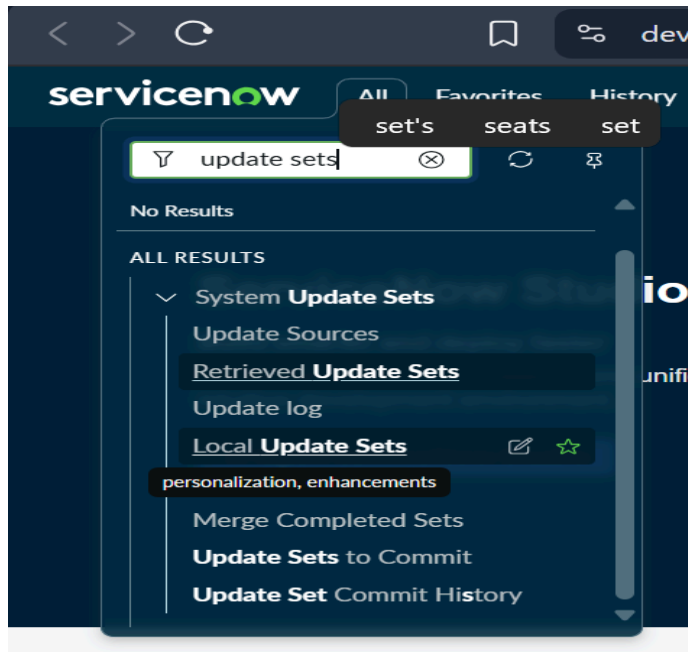 dev
servicenow All Favorites History
set's seats set
update sets
No Results
ALL RESULTS
System Update Sets
Update Sources
Retrieved Update Sets
Update log
Local Update Sets
personalization, enhancements
Merge Completed Sets
Update Sets to Commit
Update Set Commit History